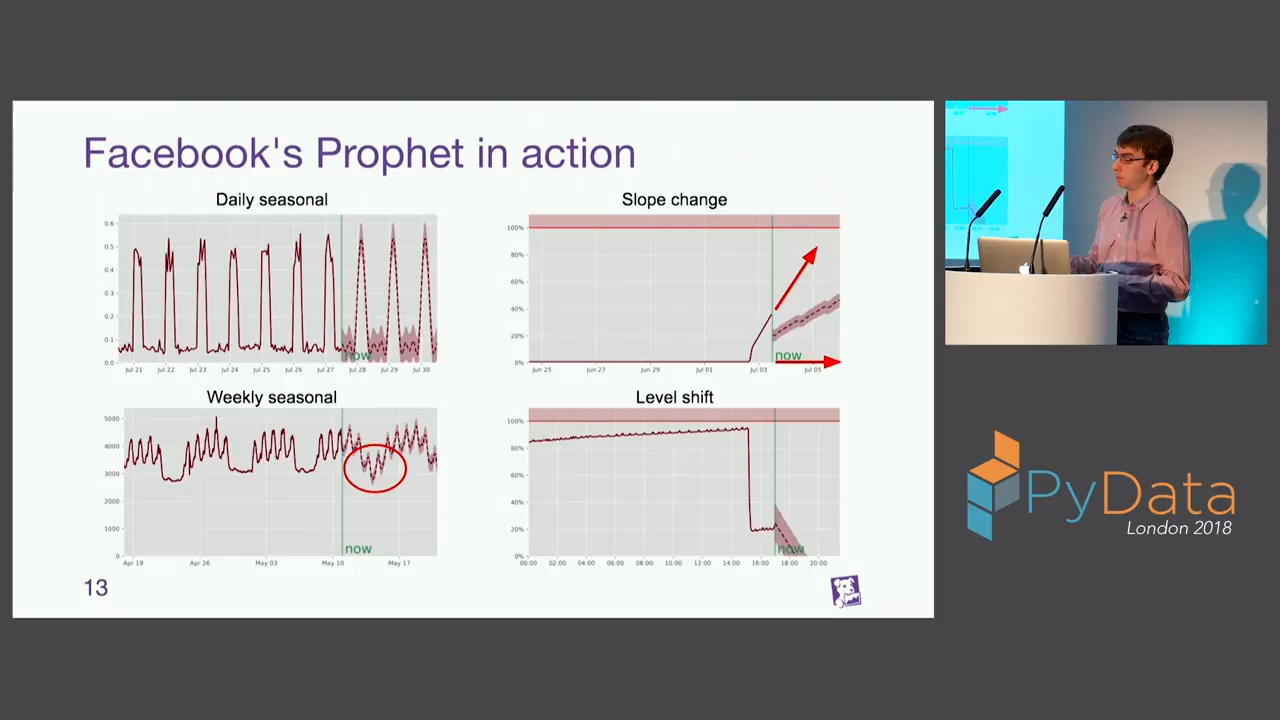 Facebook's Prophet in action
Daily seasonal
0.6
0.5
0.4
0.3
0.2
0.1
0.0
now
Jul 21 Jul 22 Jul 23 Jul 24 Jul 25 Jul 26 Jul 27 Jul 28 Jul 29 Jul 30
Slope change
100%
80%
60%
40%
20%
0%
now
Jun 25 Jun 27 Jun 29 Jul 01 Jul 03 Jul 05
Weekly seasonal
5000
4000
3000
2000
1000
0
now
Apr 19 Apr 26 May 03 May 10 May 17
Level shift
100%
80%
60%
40%
20%
0%
now
00:00 02:00 04:00 06:00 08:00 10:00 12:00 14:00 16:00 18:00 20:00
13
PyData
London 2018